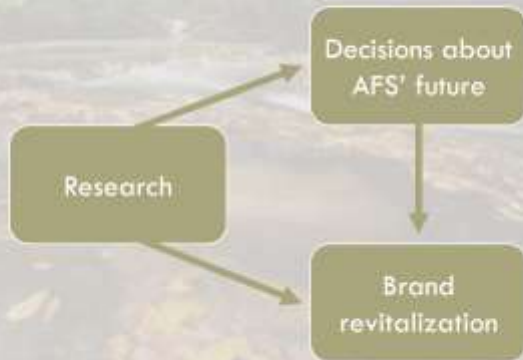 Decisions about
AFS' future
Research
Brand
revitalization